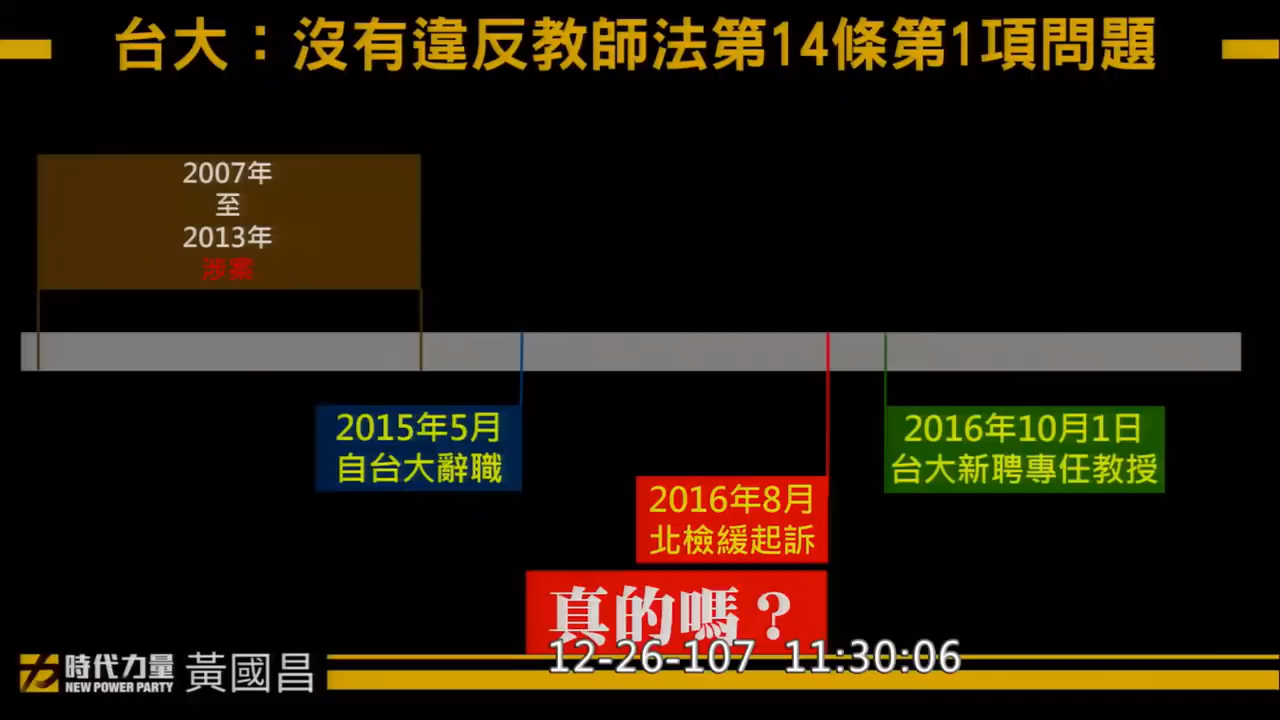 台大：沒有違反教師法第14條第1項問題
2007年
至
2013年
涉案
2015年5月
自台大辭職
2016年8月
北檢緩起訴
2016年10月1日
台大新聘專任教授
真的嗎？
12-26-107 11:30:06
時代力量
NEW POWER PARTY
黃國昌